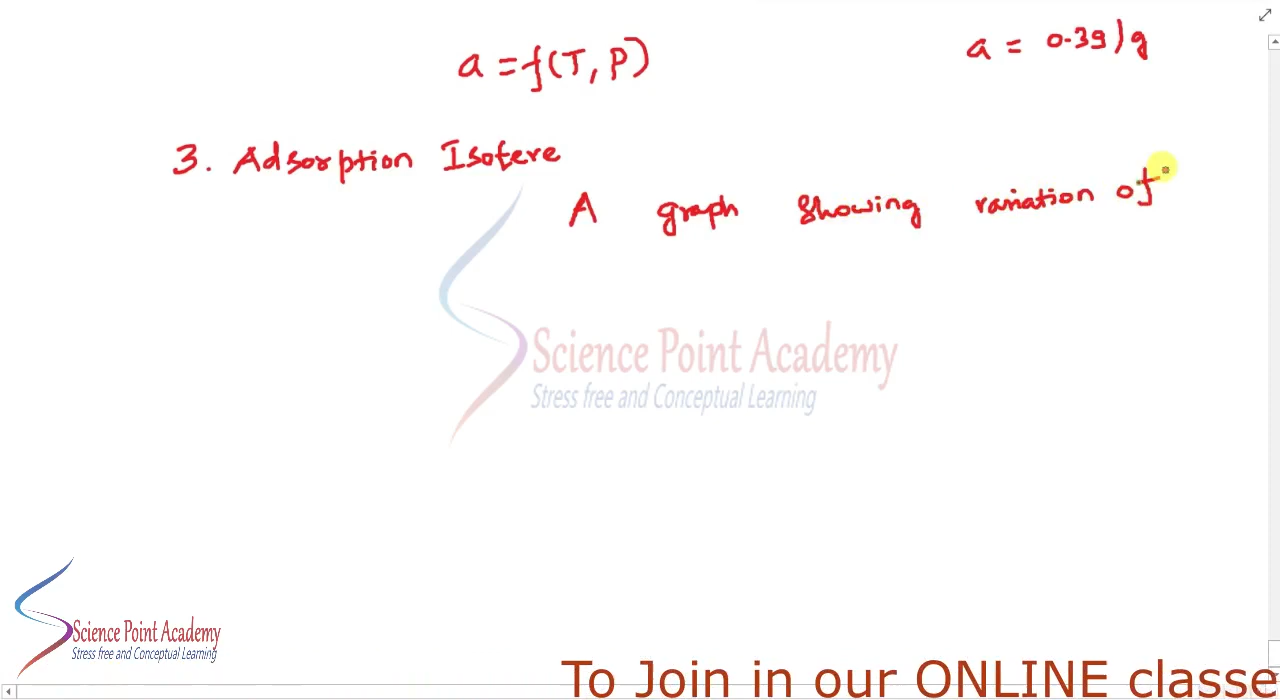 a = f(T, P)
a = 0.39/g
3. Adsorption Isotere
A graph showing variation of
Science Point Academy
Stress free and Conceptual Learning
Science Point Academy
Stress free and Conceptual Learning
To Join in our ONLINE classe